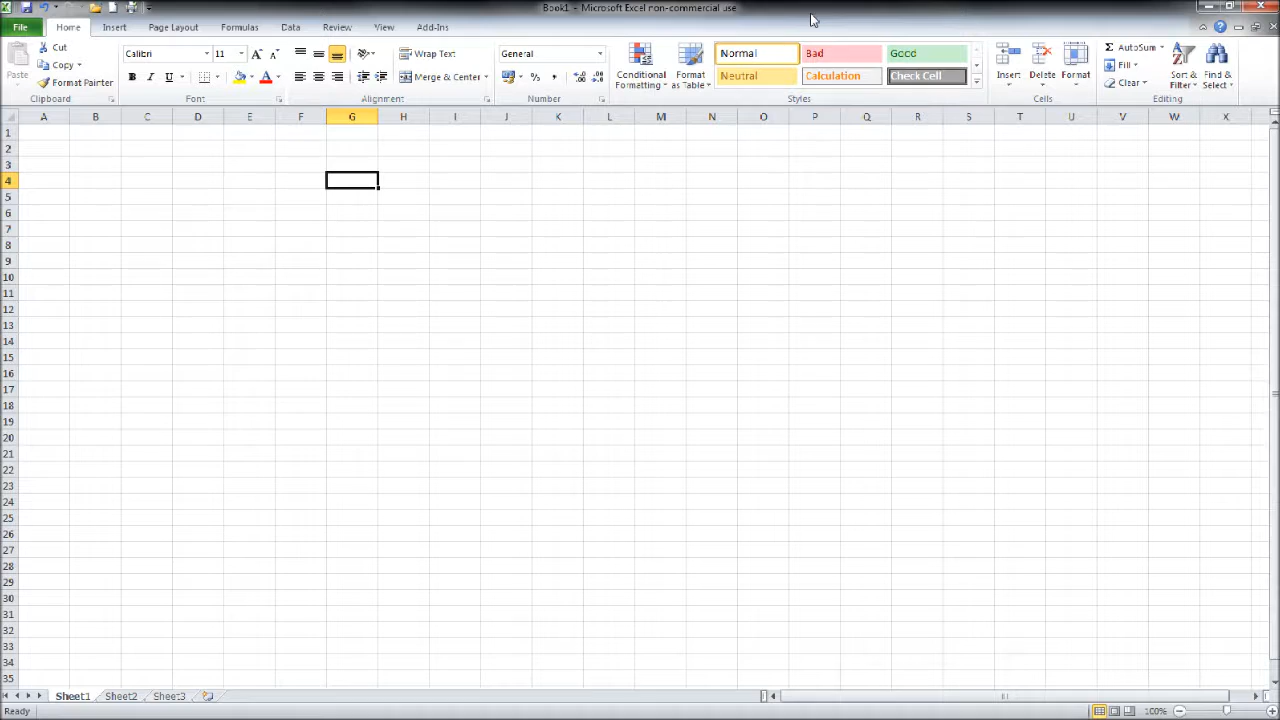 Book1 - Microsoft Excel non-commercial use
File Home Insert Page Layout Formulas Data Review View Add-Ins
Paste
Cut
Copy
Format Painter
Clipboard
Calibri 11
B I U
A A
A
Font
Wrap Text
Merge & Center
Alignment
General
% ,
Number
Conditional Formatting
Format as Table
Normal Bad Good
Neutral Calculation Check Cell
Styles
Insert Delete Format
Cells
AutoSum
Fill
Clear
Sort & Filter
Find & Select
Editing
A B C D E F G H I J K L M N O P Q R S T U V W X
1
2
3
4
5
6
7
8
9
10
11
12
13
14
15
16
17
18
19
20
21
22
23
24
25
26
27
28
29
30
31
32
33
34
35
Sheet1 Sheet2 Sheet3
Ready 100%